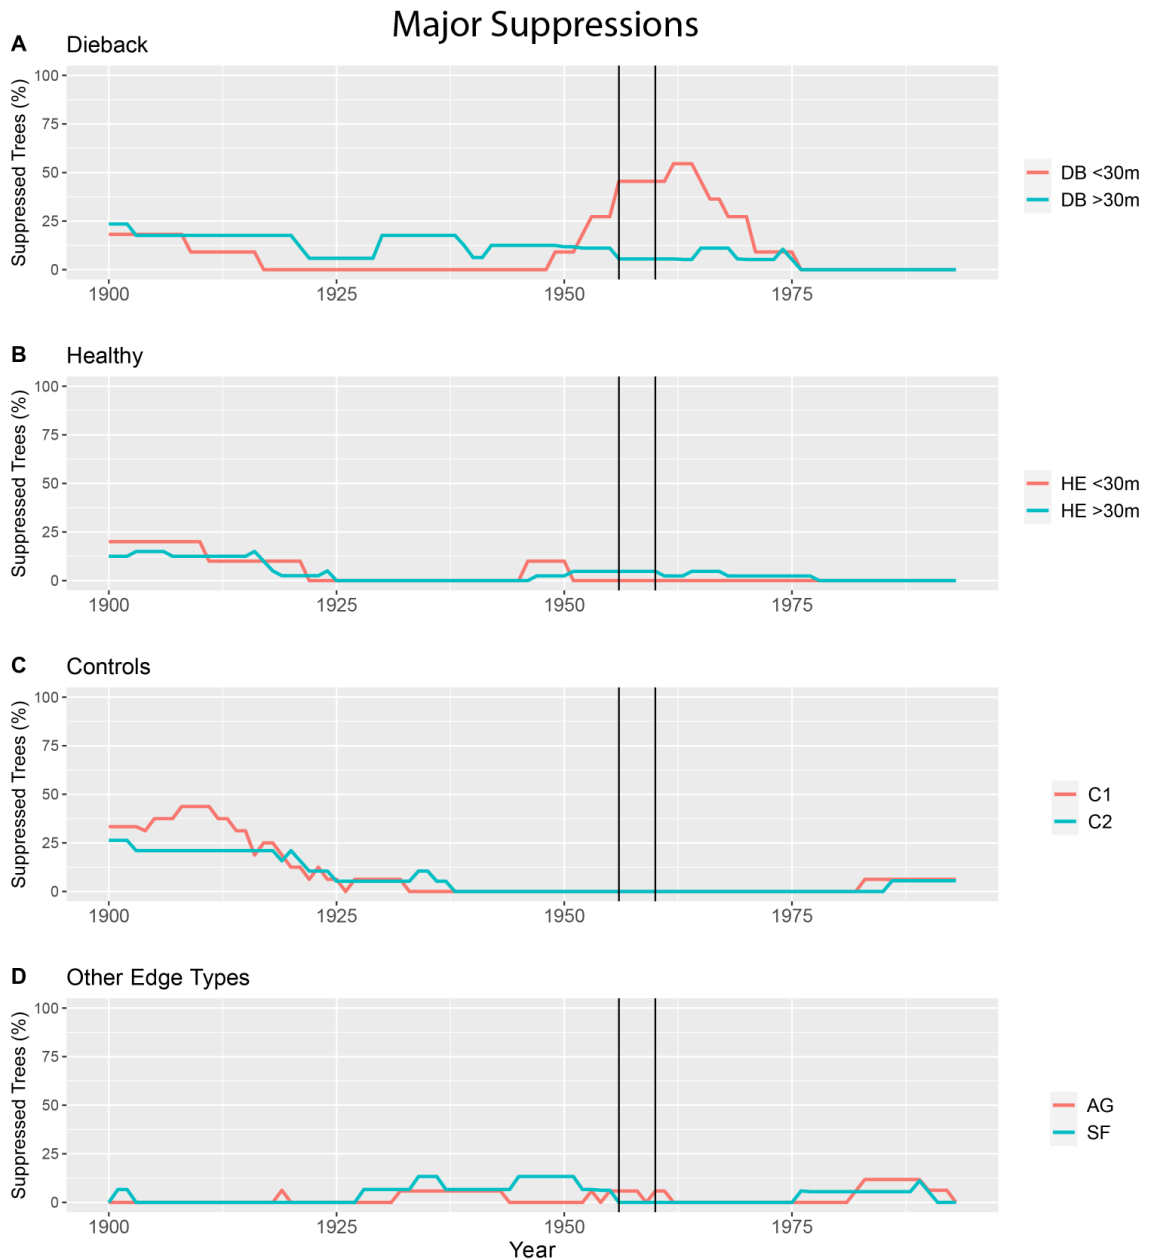 Major Suppressions
A Dieback
Suppressed Trees (%)
100
75
50
25
0
1900 1925 1950 1975
DB <30m
DB >30m
B Healthy
Suppressed Trees (%)
100
75
50
25
0
1900 1925 1950 1975
HE <30m
HE >30m
C Controls
Suppressed Trees (%)
100
75
50
25
0
1900 1925 1950 1975
C1
C2
D Other Edge Types
Suppressed Trees (%)
100
75
50
25
0
1900 1925 1950 1975
Year
AG
SF